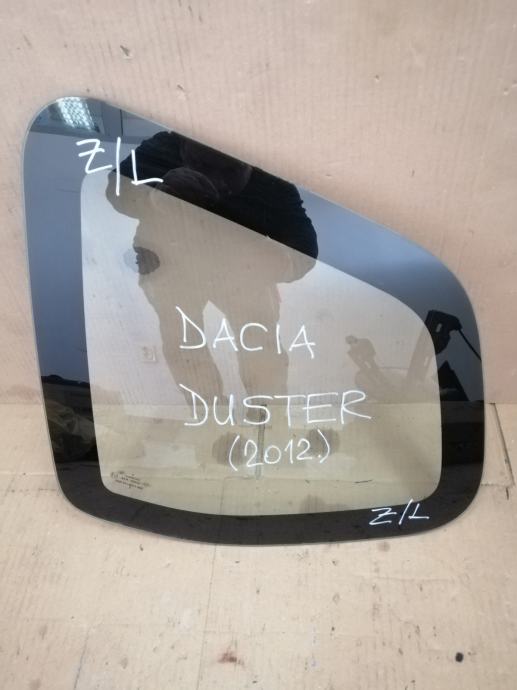 Z/L
DACIA
DUSTER
(2012.)
Z/L